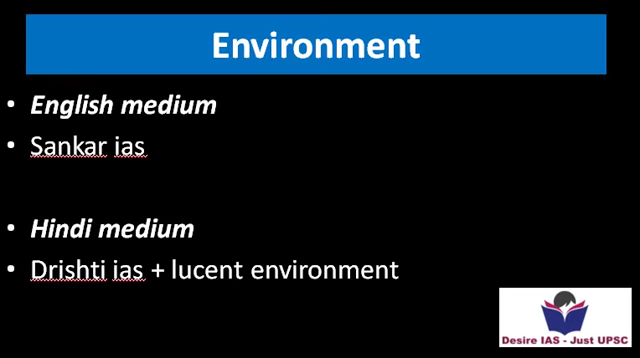 Environment
• English medium
• Sankar ias
• Hindi medium
• Drishti ias + lucent environment
Desire IAS - Just UPSC